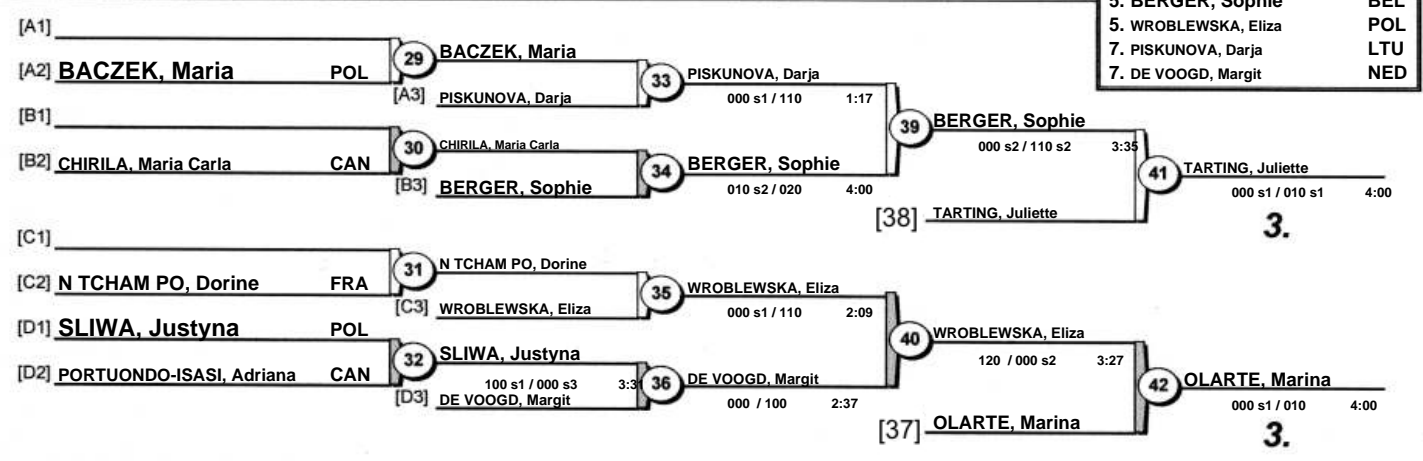 5. BERGER, Sophie BEL
5. WROBLEWSKA, Eliza POL
7. PISKUNOVA, Darja LTU
7. DE VOOGD, Margit NED
[A1]
[A2] BACZEK, Maria POL
29 BACZEK, Maria
[A3] PISKUNOVA, Darja
33 PISKUNOVA, Darja
000 s1 / 110 1:17
[B1]
[B2] CHIRILA, Maria Carla CAN
30 CHIRILA, Maria Carla
[B3] BERGER, Sophie
34 BERGER, Sophie
010 s2 / 020 4:00
39 BERGER, Sophie
000 s2 / 110 s2 3:35
[38] TARTING, Juliette
41 TARTING, Juliette
000 s1 / 010 s1 4:00
3.
[C1]
[C2] N TCHAM PO, Dorine FRA
31 N TCHAM PO, Dorine
[C3] WROBLEWSKA, Eliza
35 WROBLEWSKA, Eliza
000 s1 / 110 2:09
[D1] SLIWA, Justyna POL
[D2] PORTUONDO-ISASI, Adriana CAN
32 SLIWA, Justyna
100 s1 / 000 s3 3:31
[D3] DE VOOGD, Margit
36 DE VOOGD, Margit
000 / 100 2:37
40 WROBLEWSKA, Eliza
120 / 000 s2 3:27
[37] OLARTE, Marina
42 OLARTE, Marina
000 s1 / 010 4:00
3.